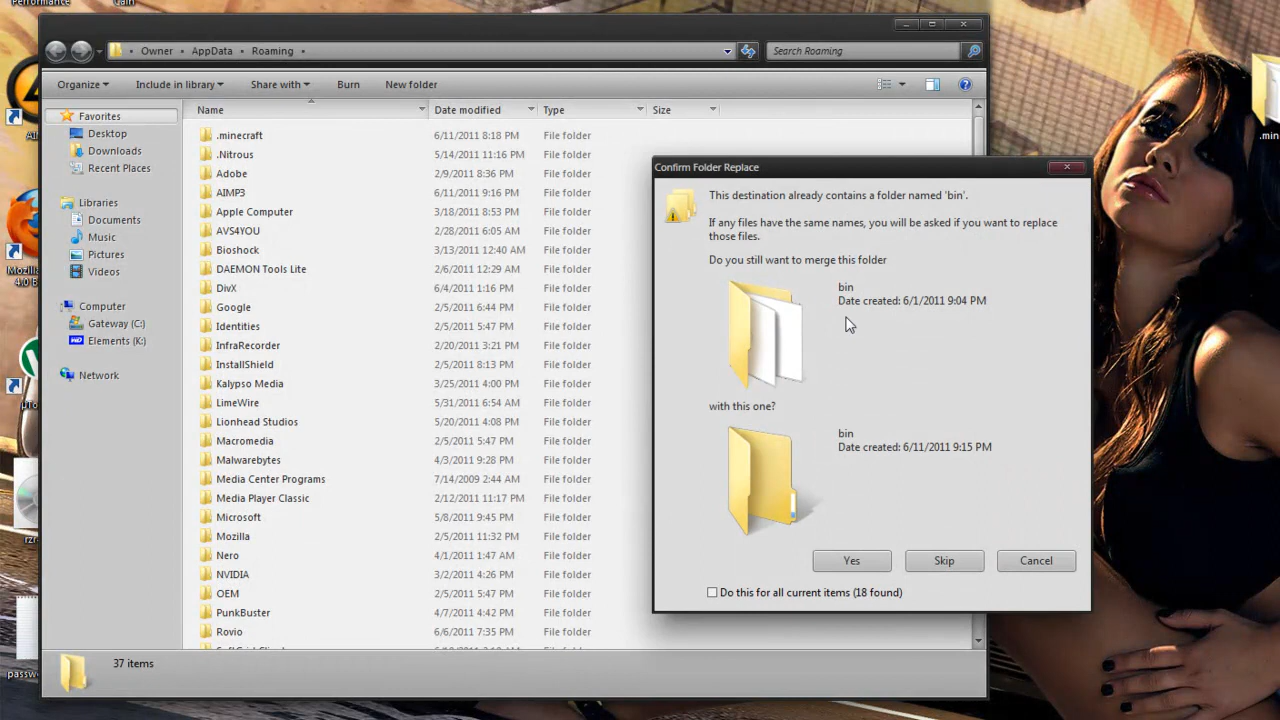 Performance
Gain
Owner
AppData
Roaming
Search Roaming
Organize
Include in library
Share with
Burn
New folder
Favorites
Desktop
Downloads
Recent Places
Libraries
Documents
Music
Pictures
Videos
Computer
Gateway (C:)
Elements (K:)
Network
Name Date modified Type Size
.minecraft 6/11/2011 8:18 PM File folder
.Nitrous 5/14/2011 11:16 PM File folder
Adobe 2/9/2011 8:36 PM File folder
AIMP3 6/11/2011 9:16 PM File folder
Apple Computer 3/18/2011 8:53 PM File folder
AVS4YOU 2/28/2011 6:05 AM File folder
Bioshock 3/13/2011 12:40 AM File folder
DAEMON Tools Lite 2/6/2011 12:29 AM File folder
DivX 6/4/2011 1:16 PM File folder
Google 2/5/2011 6:44 PM File folder
Identities 2/5/2011 5:47 PM File folder
InfraRecorder 2/20/2011 3:21 PM File folder
InstallShield 2/5/2011 8:13 PM File folder
Kalypso Media 3/25/2011 4:00 PM File folder
LimeWire 5/31/2011 6:54 AM File folder
Lionhead Studios 5/20/2011 4:08 PM File folder
Macromedia 2/5/2011 5:47 PM File folder
Malwarebytes 4/3/2011 9:28 PM File folder
Media Center Programs 7/14/2009 2:44 AM File folder
Media Player Classic 2/12/2011 11:17 PM File folder
Microsoft 5/8/2011 9:45 PM File folder
Mozilla 2/5/2011 11:32 PM File folder
Nero 4/1/2011 1:47 AM File folder
NVIDIA 3/2/2011 4:26 PM File folder
OEM 2/5/2011 5:47 PM File folder
PunkBuster 4/7/2011 4:42 PM File folder
Rovio 6/6/2011 7:35 PM File folder
37 items
Confirm Folder Replace
This destination already contains a folder named 'bin'.
If any files have the same names, you will be asked if you want to replace
those files.
Do you still want to merge this folder
bin
Date created: 6/1/2011 9:04 PM
with this one?
bin
Date created: 6/11/2011 9:15 PM
Yes
Skip
Cancel
Do this for all current items (18 found)
.min
4.0 B
rzr-
passw